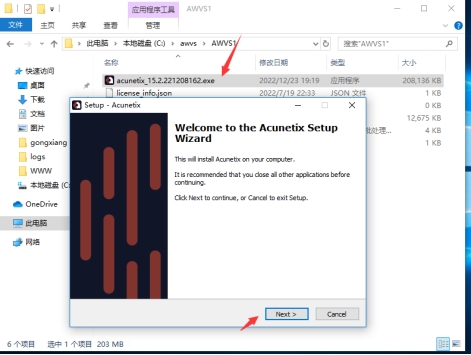 应用程序工具 AWVS1
文件 主页 共享 查看 管理
此电脑 › 本地磁盘 (C:) › awvs › AWVS1
搜索"AWVS1"
名称 修改日期 类型 大小
快速访问
桌面
下载
文档
图片
gongxiang
logs
WWW
本地磁盘 (C:)
OneDrive
此电脑
网络
acunetix_15.2.221208162.exe 2022/12/23 19:19 应用程序 208,136 KB
license_info.json 2022/7/19 22:33 JSON 文件 1 KB
0 KB
12,675 KB
批处理... 4 KB
1 KB
Setup - Acunetix
Welcome to the Acunetix Setup
Wizard
This will install Acunetix on your computer.
It is recommended that you close all other applications before
continuing.
Click Next to continue, or Cancel to exit Setup.
Next > Cancel
6 个项目 选中 1 个项目 203 MB